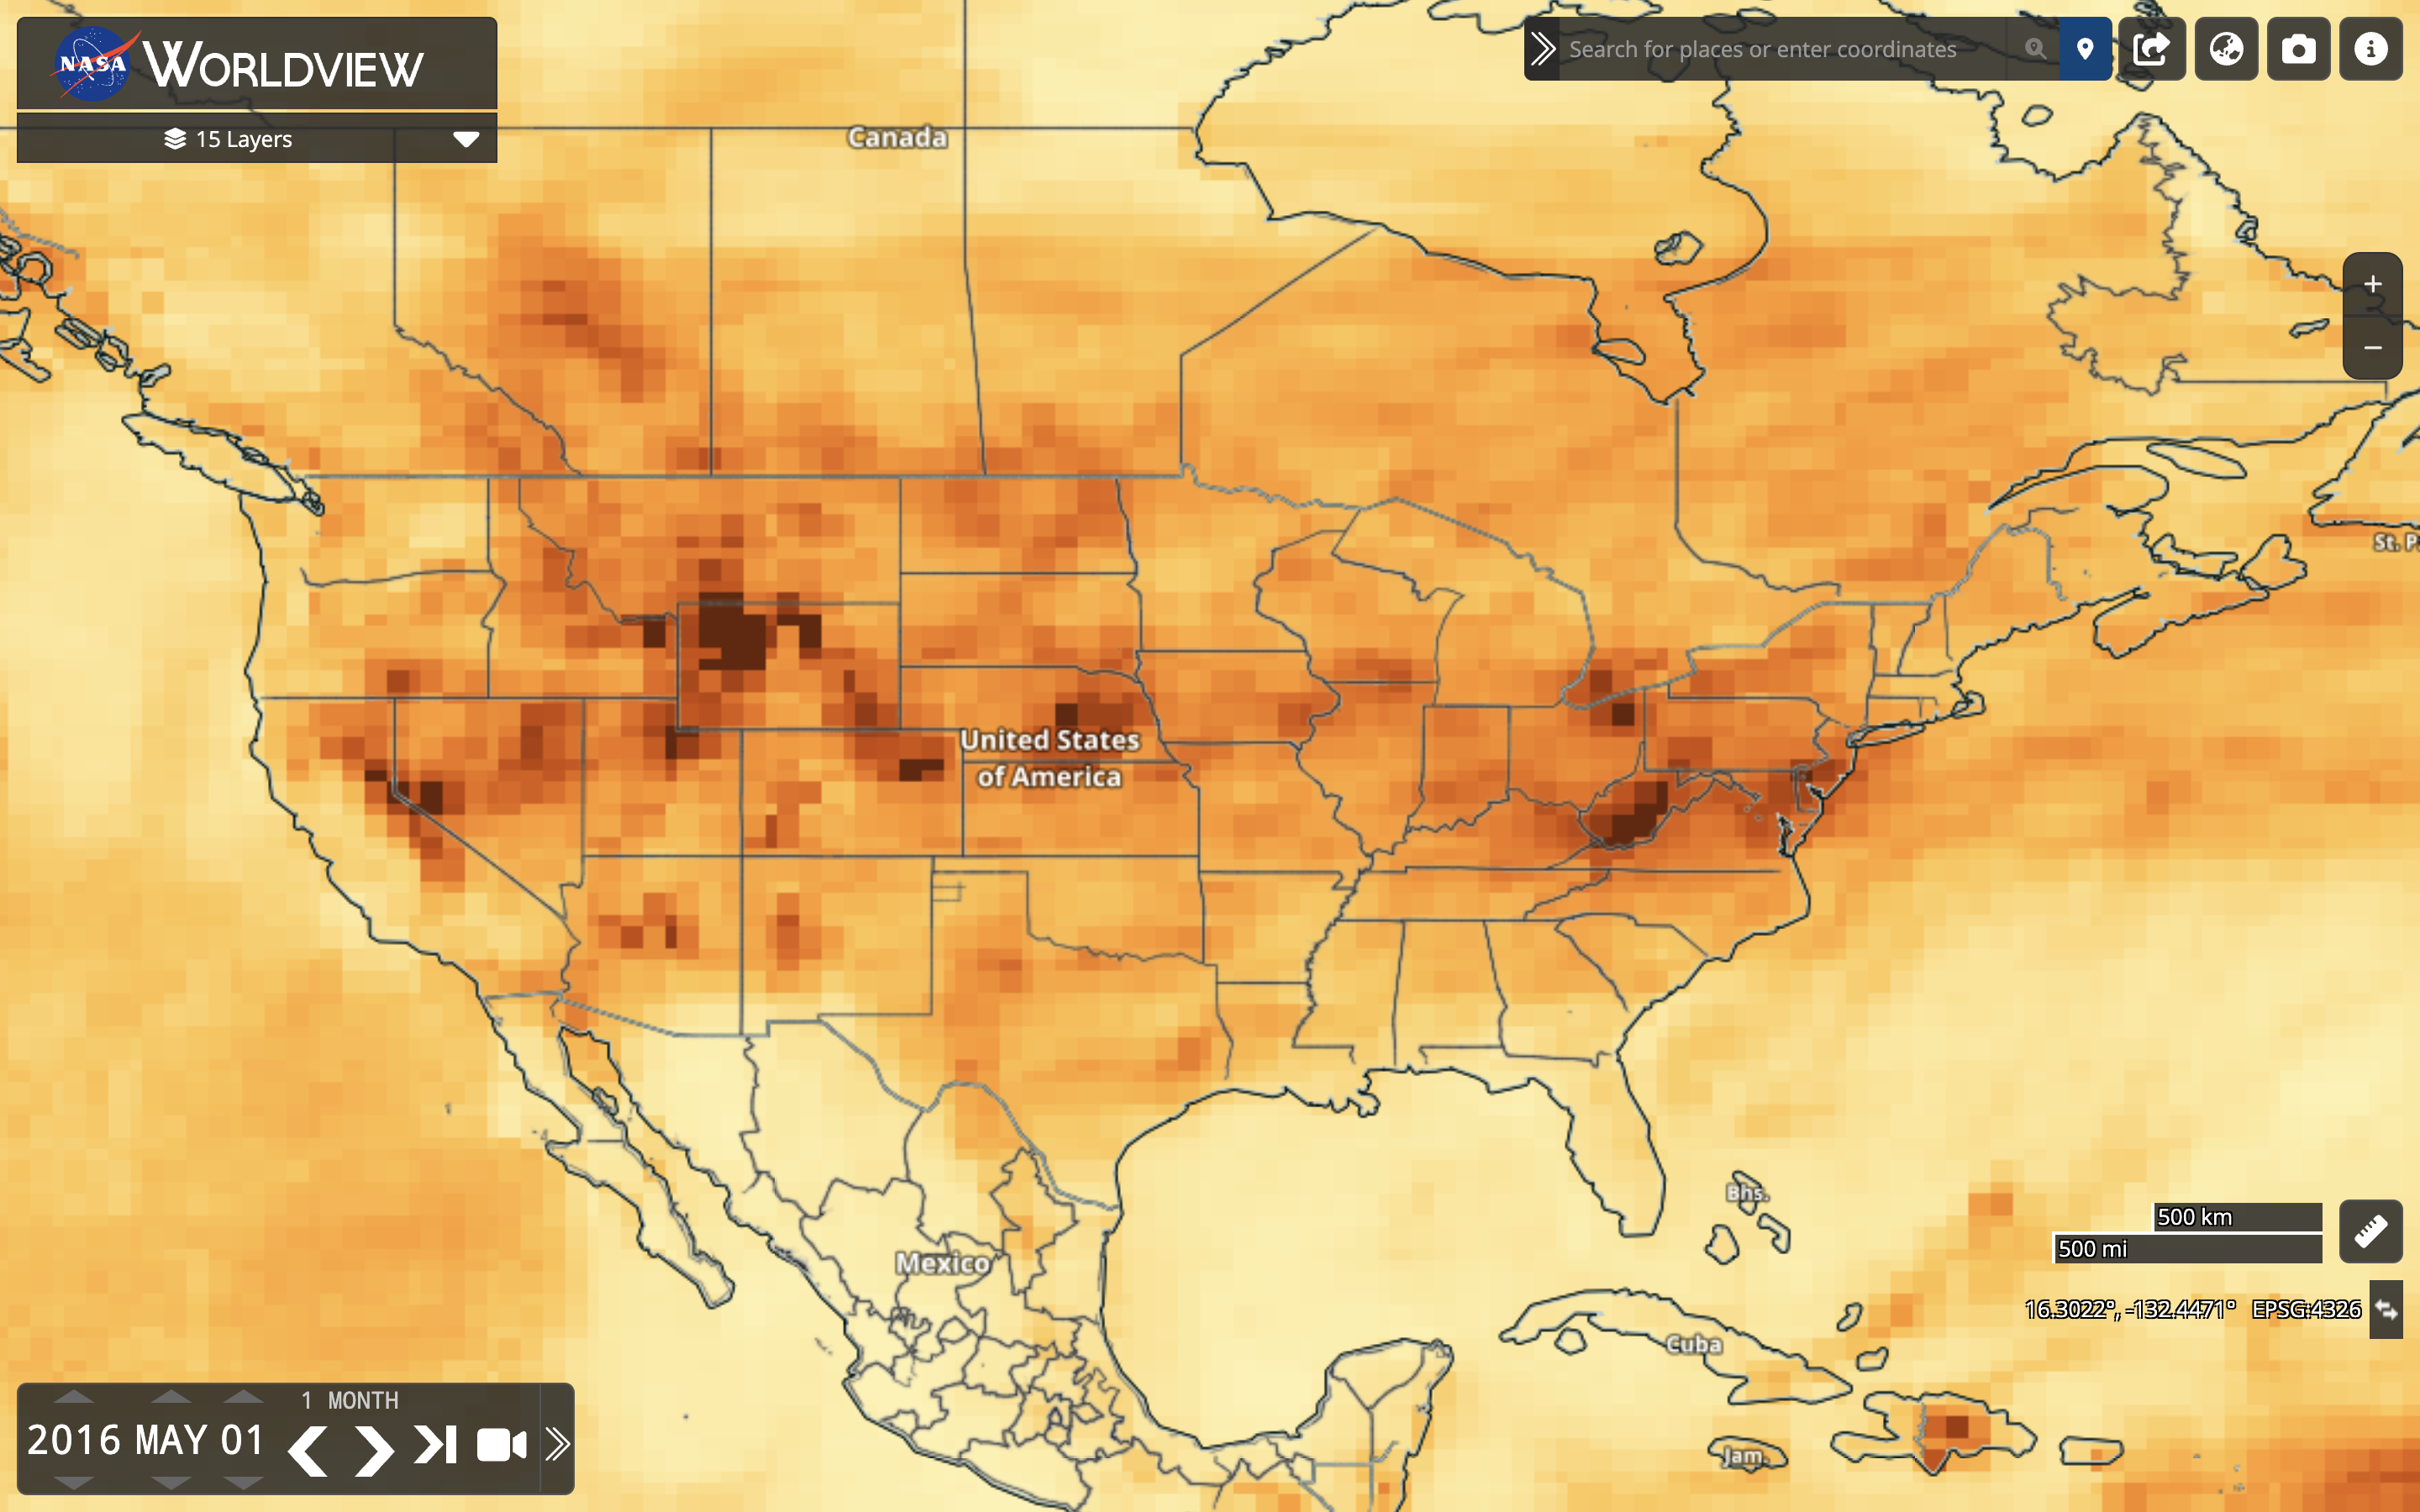 NASA WORLDVIEW
15 Layers
Search for places or enter coordinates
Canada
St. P
United States
of America
Bhs.
500 km
500 mi
Mexico
16.3022°, -132.4471° EPSG:4326
Cuba
Jam.
1 MONTH
2016 MAY 01